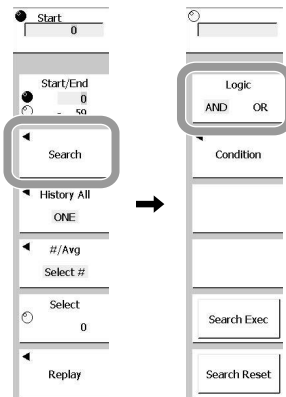 Start
0
Start/End
0
- 59
Search
History All
ONE
#/Avg
Select #
Select
0
Replay
Logic
AND OR
Condition
Search Exec
Search Reset